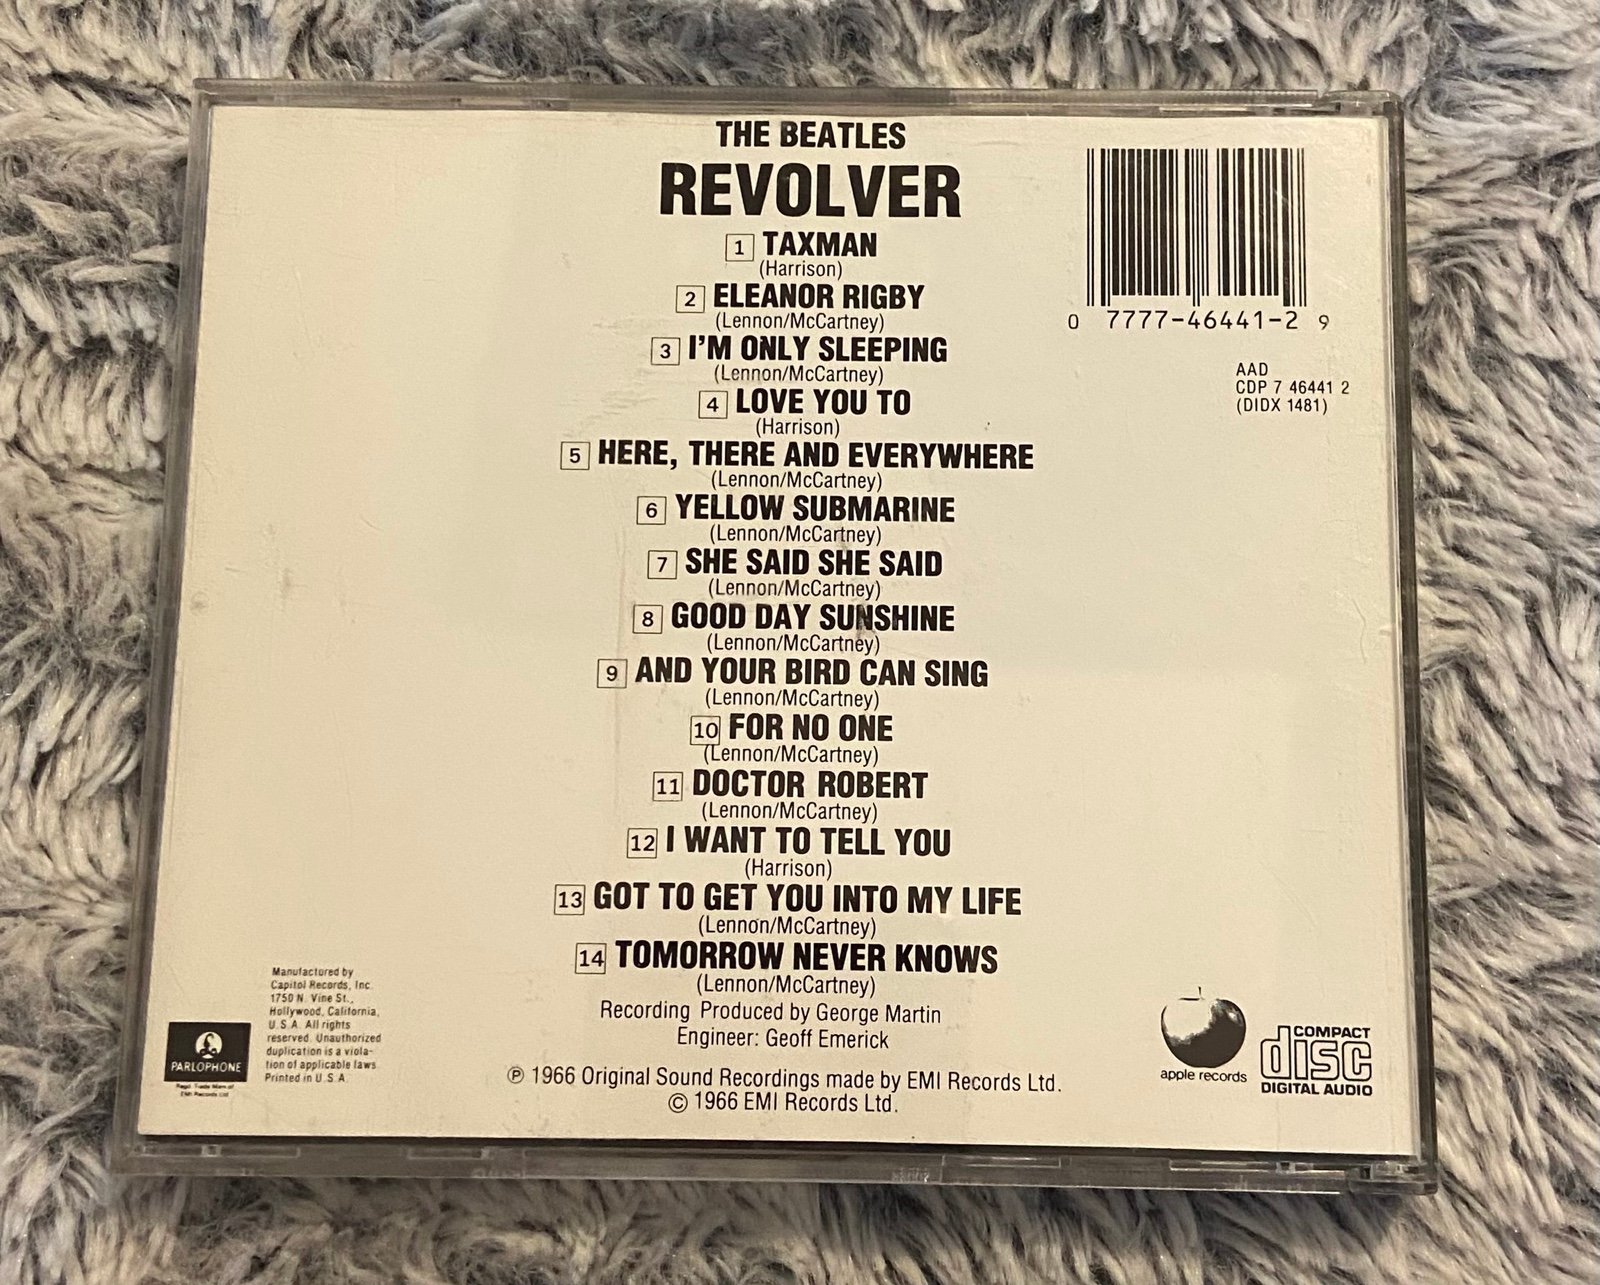 THE BEATLES
REVOLVER
1 TAXMAN
(Harrison)
2 ELEANOR RIGBY
(Lennon/McCartney)
3 I'M ONLY SLEEPING
(Lennon/McCartney)
4 LOVE YOU TO
(Harrison)
5 HERE, THERE AND EVERYWHERE
(Lennon/McCartney)
6 YELLOW SUBMARINE
(Lennon/McCartney)
7 SHE SAID SHE SAID
(Lennon/McCartney)
8 GOOD DAY SUNSHINE
(Lennon/McCartney)
9 AND YOUR BIRD CAN SING
(Lennon/McCartney)
10 FOR NO ONE
(Lennon/McCartney)
11 DOCTOR ROBERT
(Lennon/McCartney)
12 I WANT TO TELL YOU
(Harrison)
13 GOT TO GET YOU INTO MY LIFE
(Lennon/McCartney)
14 TOMORROW NEVER KNOWS
(Lennon/McCartney)
Recording Produced by George Martin
Engineer: Geoff Emerick
℗ 1966 Original Sound Recordings made by EMI Records Ltd.
© 1966 EMI Records Ltd.
0 7777-46441-2 9
AAD
CDP 7 46441 2
(DIDX 1481)
Manufactured by
Capitol Records, Inc.
1750 N. Vine St.,
Hollywood, California,
U.S.A. All rights
reserved. Unauthorized
duplication is a viola-
tion of applicable laws.
Printed in U.S.A.
PARLOPHONE
Regd. Trade Mark of
EMI Records Ltd
apple records
COMPACT
disc
DIGITAL AUDIO